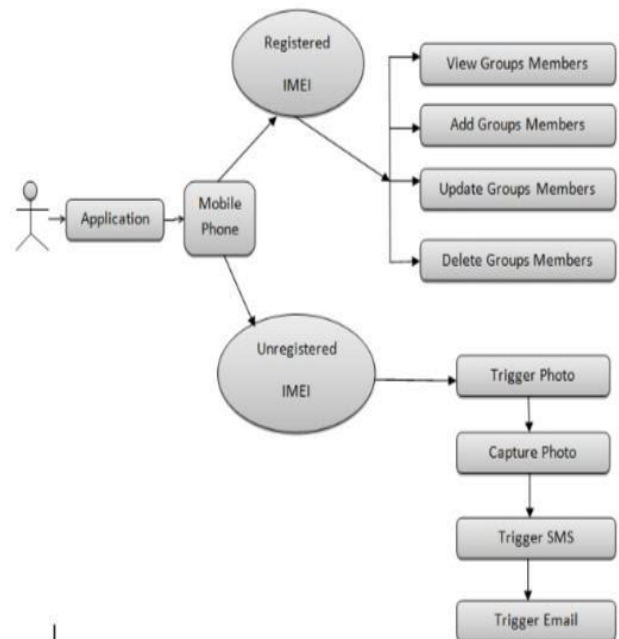 Registered
IMEI
View Groups Members
Add Groups Members
Update Groups Members
Delete Groups Members
Application
Mobile
Phone
Unregistered
IMEI
Trigger Photo
Capture Photo
Trigger SMS
Trigger Email